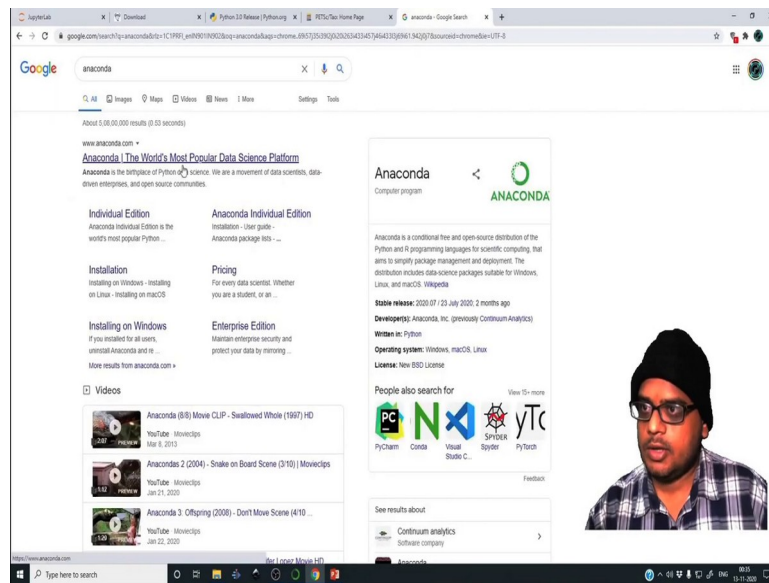 JupyterLab
Download
Python 3.0 Release | Python.org
PETSc/Tao: Home Page
anaconda - Google Search
Google
anaconda
All Images Maps Videos News More Settings Tools
About 5,08,00,000 results (0.53 seconds)
www.anaconda.com
Anaconda | The World's Most Popular Data Science Platform
Anaconda is the birthplace of Python science. We are a movement of data scientists, data-
driven enterprises, and open source communities.
Individual Edition
Anaconda Individual Edition is the
world's most popular Python ...
Anaconda Individual Edition
Installation - User guide -
Anaconda package lists - ...
Installation
Installing on Windows - Installing
on Linux - Installing on macOS
Pricing
For every data scientist. Whether
you are a student, or an ...
Installing on Windows
If you installed for all users,
uninstall Anaconda and re ...
Enterprise Edition
Maintain enterprise security and
protect your data by mirroring ...
More results from anaconda.com »
Videos
Anaconda (8/8) Movie CLIP - Swallowed Whole (1997) HD
YouTube · Movieclips
Mar 8, 2013
2:07 PREVIEW
Anacondas 2 (2004) - Snake on Board Scene (3/10) | Movieclips
YouTube · Movieclips
Jan 21, 2020
PREVIEW
Anaconda 3: Offspring (2008) - Don't Move Scene (4/10 ...
YouTube · Movieclips
Jan 22, 2020
PREVIEW
Lopez Movie HD
Anaconda
Computer program
ANACONDA
Anaconda is a conditional free and open-source distribution of the
Python and R programming languages for scientific computing, that
aims to simplify package management and deployment. The
distribution includes data-science packages suitable for Windows,
Linux, and macOS. Wikipedia
Stable release: 2020.07 / 23 July 2020; 2 months ago
Developer(s): Anaconda, Inc. (previously Continuum Analytics)
Written in: Python
Operating system: Windows, macOS, Linux
License: New BSD License
People also search for
View 15+ more
PC
SPYDER
PyTo
PyCharm
Conda
Visual
Studio C...
Spyder
PyTorch
Feedback
See results about
Continuum analytics
Software company
Anaconda
https://www.anaconda.com
Type here to search
ENG
00:35
13-11-2020